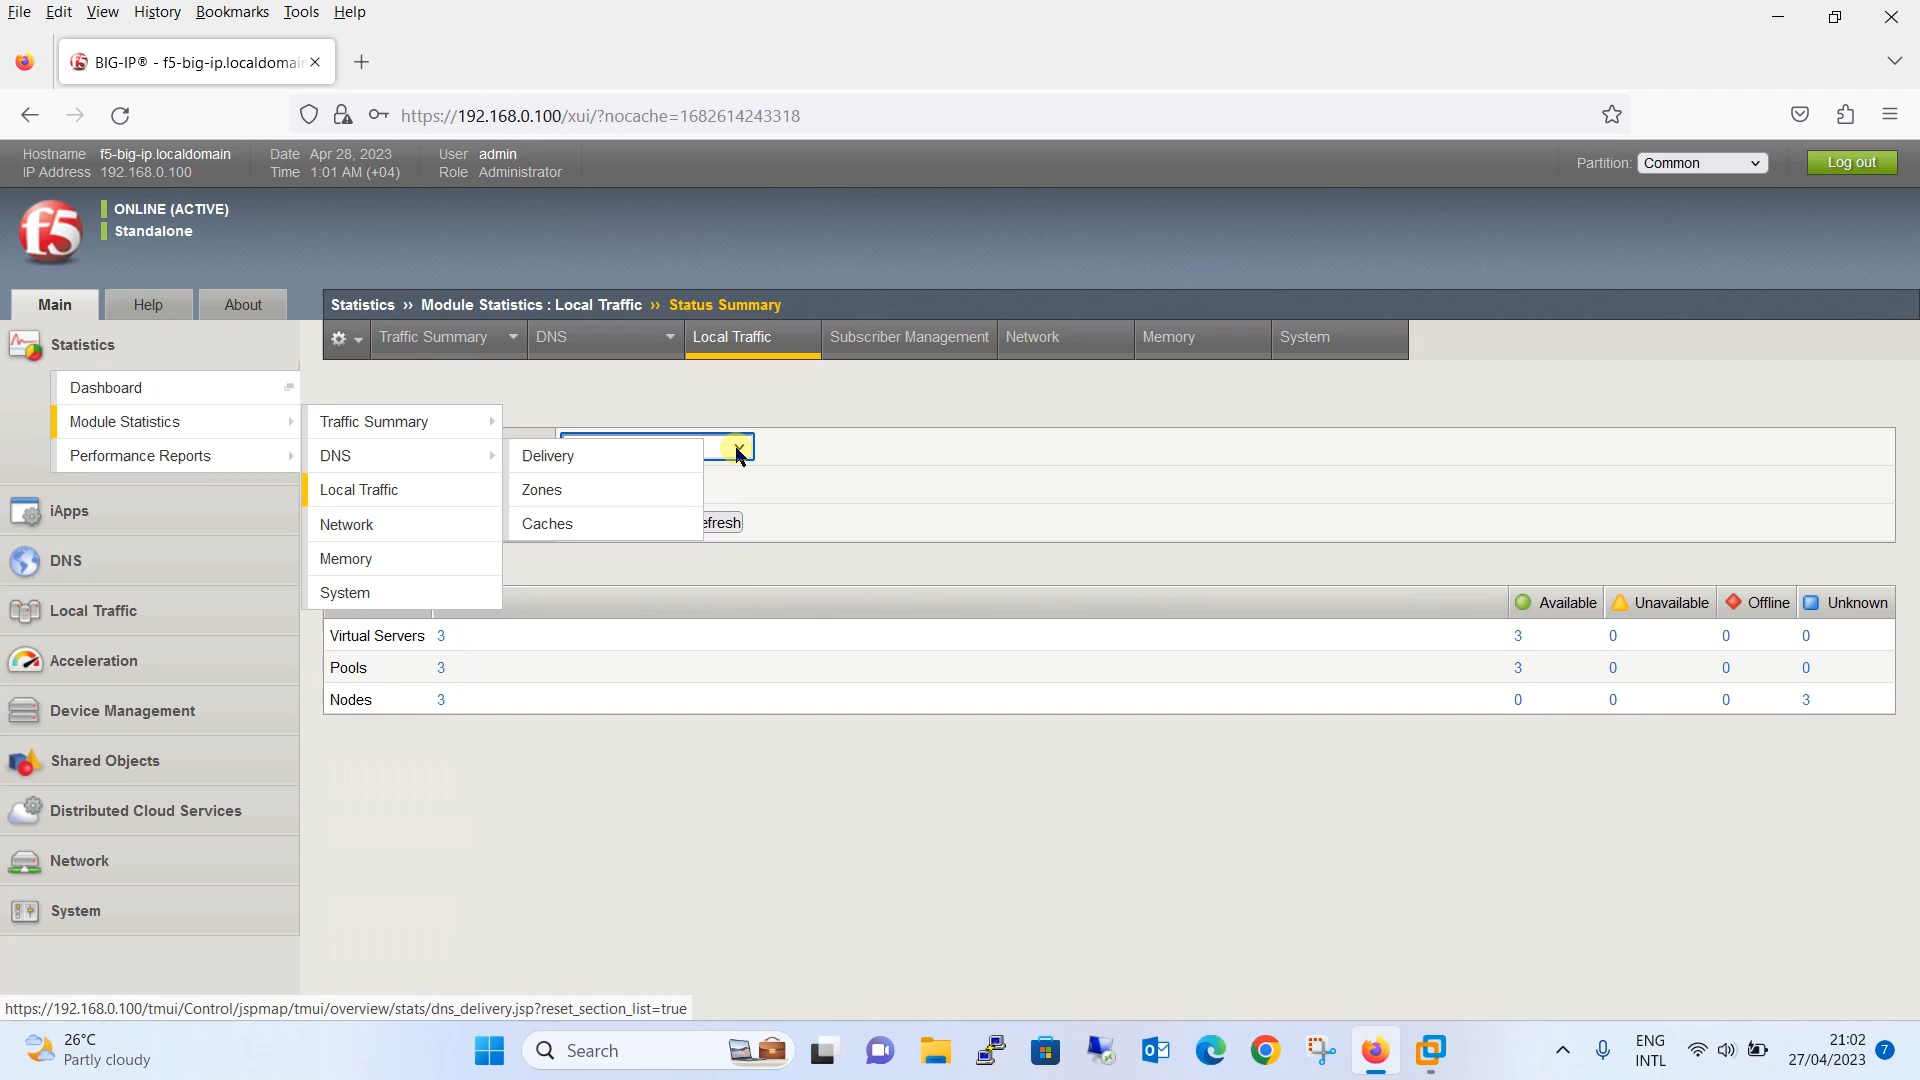 File Edit View History Bookmarks Tools Help
BIG-IP® - f5-big-ip.localdomai
https://192.168.0.100/xui/?nocache=1682614243318
Hostname f5-big-ip.localdomain Date Apr 28, 2023 User admin
IP Address 192.168.0.100 Time 1:01 AM (+04) Role Administrator
Partition: Common Log out
f5
ONLINE (ACTIVE)
Standalone
Main Help About
Statistics ›› Module Statistics : Local Traffic ›› Status Summary
Traffic Summary DNS Local Traffic Subscriber Management Network Memory System
Statistics
Dashboard
Module Statistics
Performance Reports
iApps
DNS
Local Traffic
Acceleration
Device Management
Shared Objects
Distributed Cloud Services
Network
System
Traffic Summary
DNS
Local Traffic
Network
Memory
System
Delivery
Zones
Caches
efresh
Available Unavailable Offline Unknown
Virtual Servers 3 3 0 0 0
Pools 3 3 0 0 0
Nodes 3 0 0 0 3
https://192.168.0.100/tmui/Control/jspmap/tmui/overview/stats/dns_delivery.jsp?reset_section_list=true
26°C
Partly cloudy
Search
ENG
INTL
21:02
27/04/2023
7